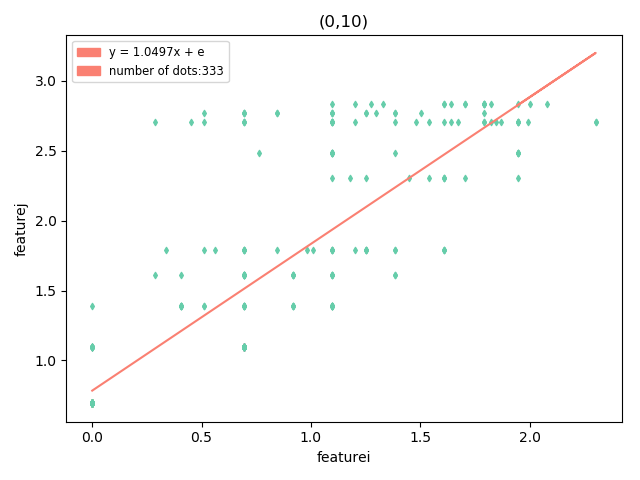 (0,10)
y = 1.0497x + e
number of dots:333
3.0
2.5
2.0
1.5
1.0
featurej
0.0 0.5 1.0 1.5 2.0
featurei